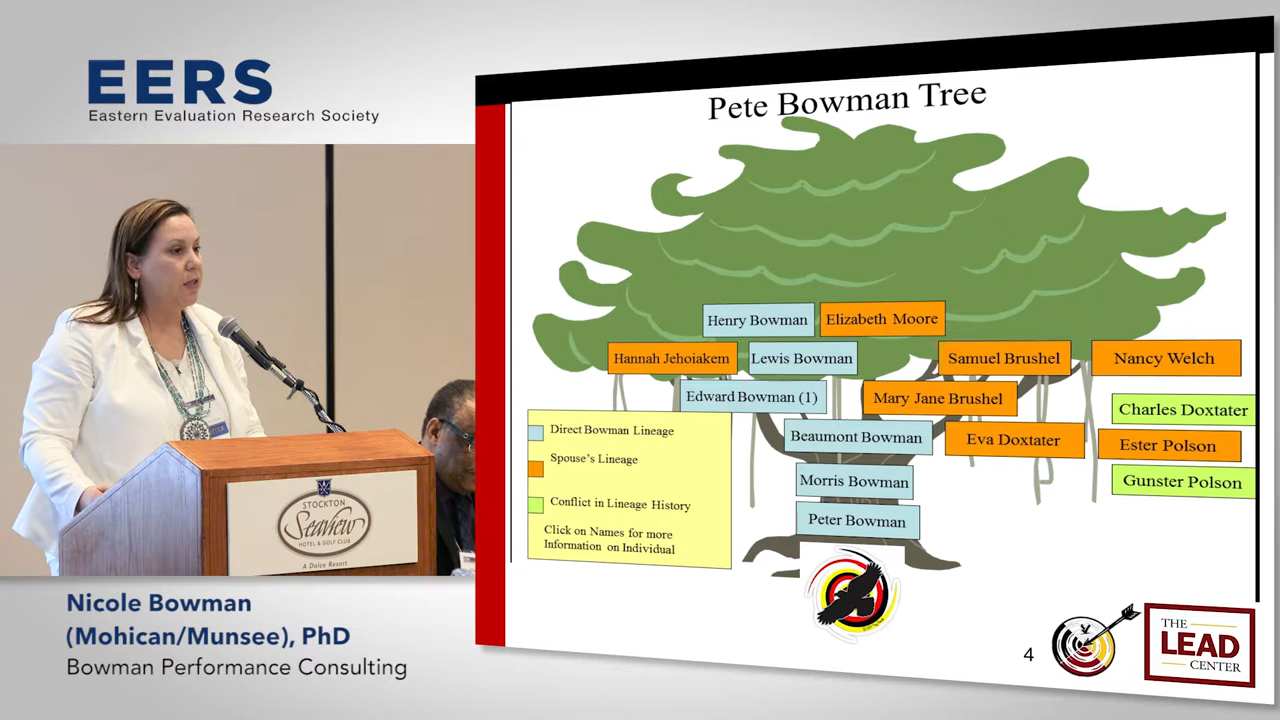 EERS
Eastern Evaluation Research Society
Pete Bowman Tree
Henry Bowman
Elizabeth Moore
Hannah Jehoiakem
Lewis Bowman
Samuel Brushel
Nancy Welch
Edward Bowman (1)
Mary Jane Brushel
Charles Doxtater
Beaumont Bowman
Eva Doxtater
Ester Polson
Morris Bowman
Gunster Polson
Peter Bowman
Direct Bowman Lineage
Spouse's Lineage
Conflict in Lineage History
Click on Names for more
Information on Individual
STOCKTON
Seaview
HOTEL & GOLF CLUB
A Dolce Resort
Nicole Bowman
(Mohican/Munsee), PhD
Bowman Performance Consulting
4
THE
LEAD
CENTER